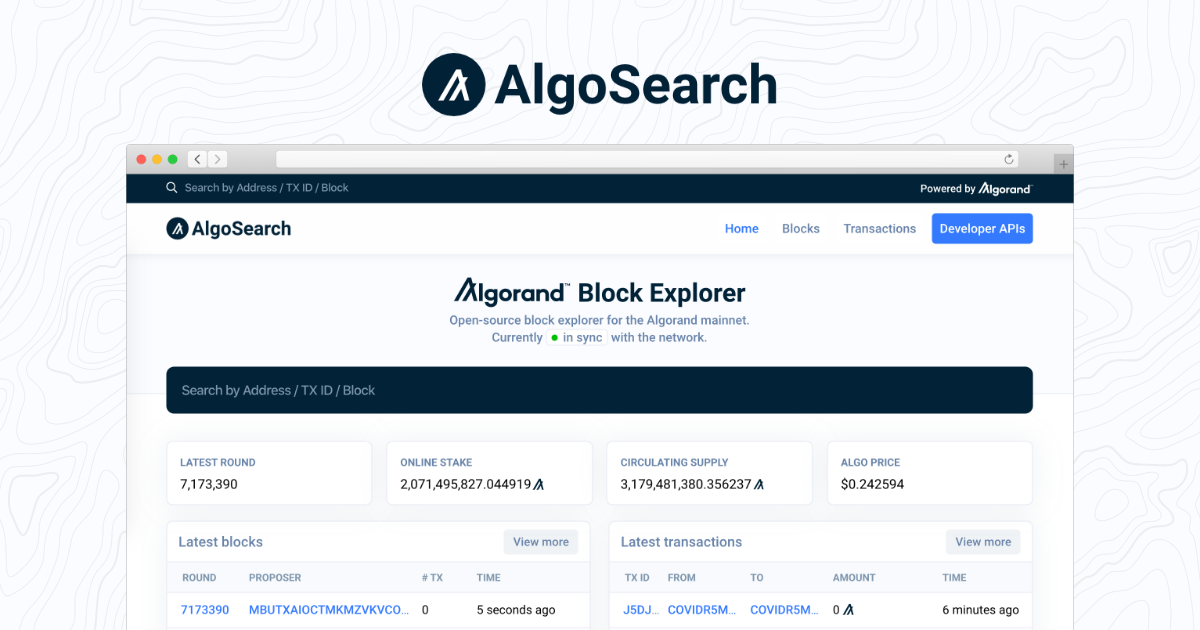 AlgoSearch
Search by Address / TX ID / Block
Powered by Algorand
AlgoSearch
Home
Blocks
Transactions
Developer APIs
Algorand™ Block Explorer
Open-source block explorer for the Algorand mainnet.
Currently in sync with the network.
Search by Address / TX ID / Block
LATEST ROUND
7,173,390
ONLINE STAKE
2,071,495,827.044919
CIRCULATING SUPPLY
3,179,481,380.356237
ALGO PRICE
$0.242594
Latest blocks
View more
ROUND PROPOSER # TX TIME
7173390 MBUTXAIOCTMKMZVKVCO... 0 5 seconds ago
Latest transactions
View more
TX ID FROM TO AMOUNT TIME
J5DJ... COVIDR5M... COVIDR5M... 0 6 minutes ago